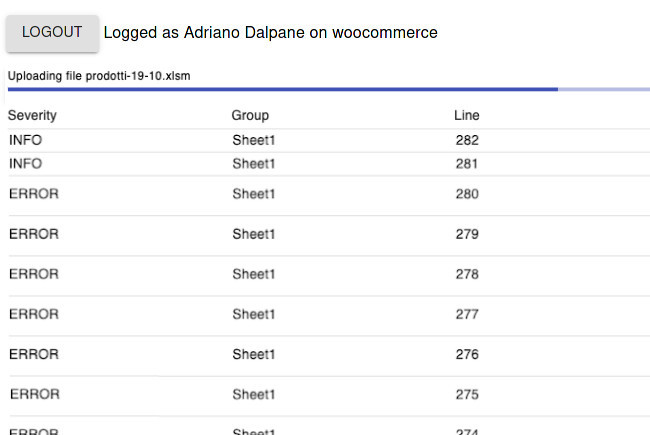 LOGOUT Logged as Adriano Dalpane on woocommerce
Uploading file prodotti-19-10.xlsm
Severity Group Line
INFO Sheet1 282
INFO Sheet1 281
ERROR Sheet1 280
ERROR Sheet1 279
ERROR Sheet1 278
ERROR Sheet1 277
ERROR Sheet1 276
ERROR Sheet1 275
ERROR Sheet1 274